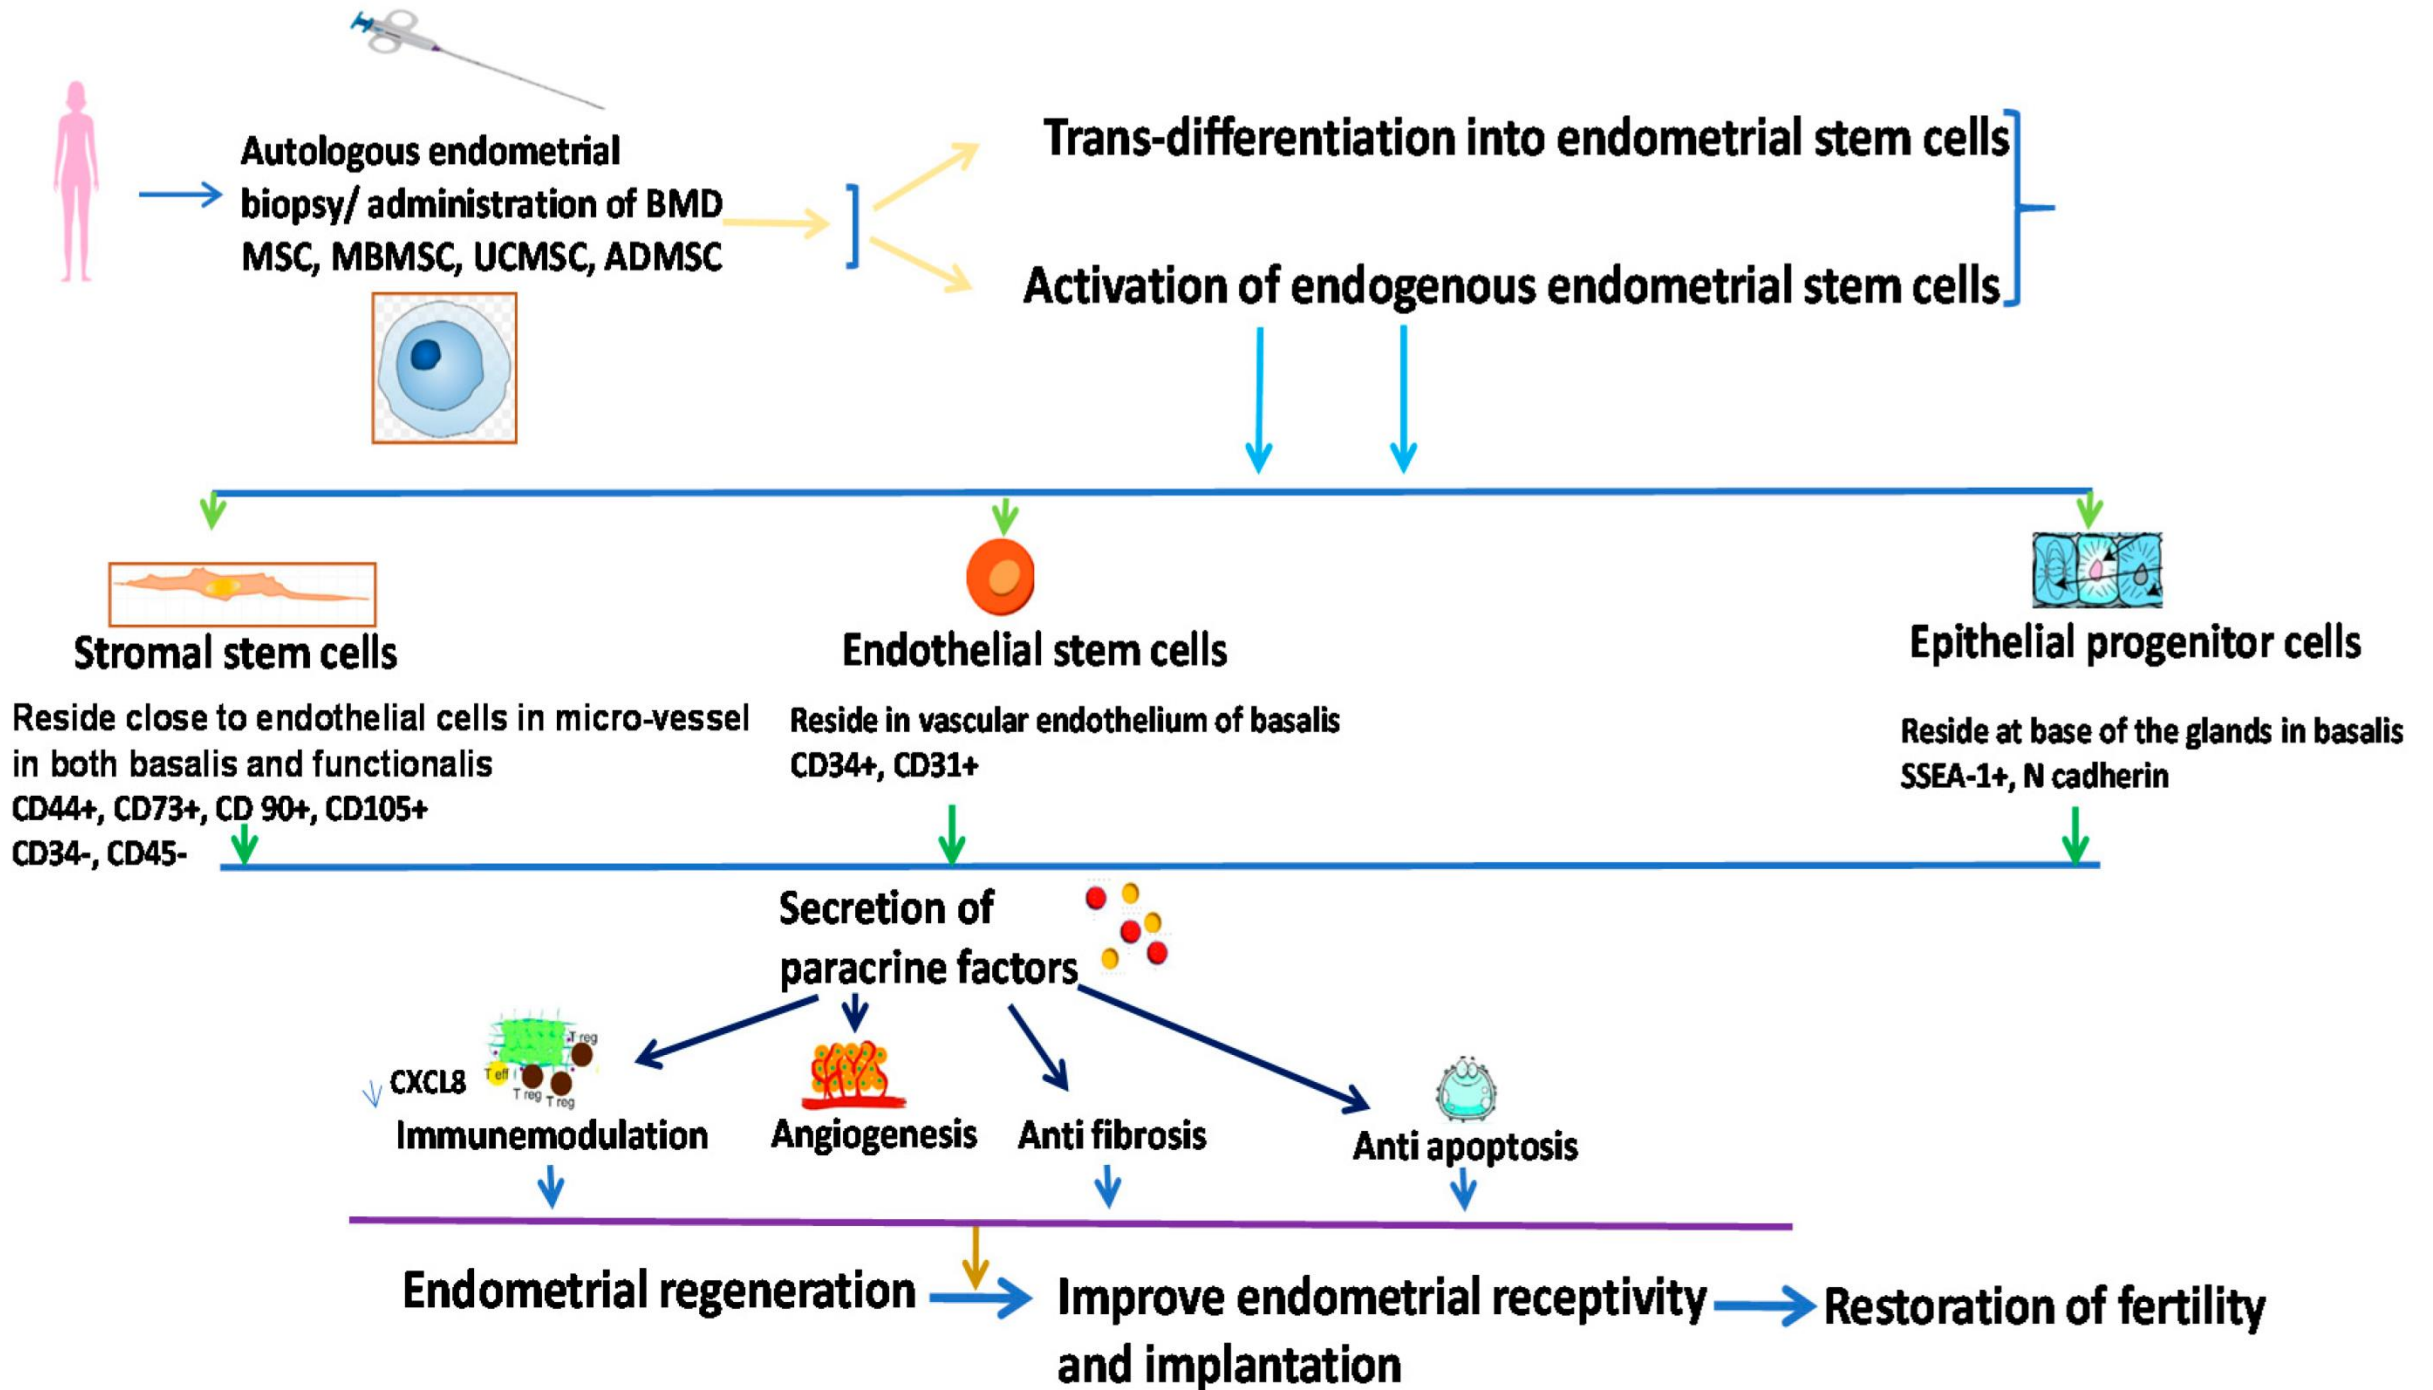 Autologous endometrial
biopsy/ administration of BMD
MSC, MBMSC, UCMSC, ADMSC
Trans-differentiation into endometrial stem cells
Activation of endogenous endometrial stem cells
Stromal stem cells
Reside close to endothelial cells in micro-vessel
in both basalis and functionalis
CD44+, CD73+, CD 90+, CD105+
CD34-, CD45-
Endothelial stem cells
Reside in vascular endothelium of basalis
CD34+, CD31+
Epithelial progenitor cells
Reside at base of the glands in basalis
SSEA-1+, N cadherin
Secretion of
paracrine factors
CXCL8
T reg
T eff
T reg
T reg
Immunemodulation
Angiogenesis
Anti fibrosis
Anti apoptosis
Endometrial regeneration
Improve endometrial receptivity
and implantation
Restoration of fertility